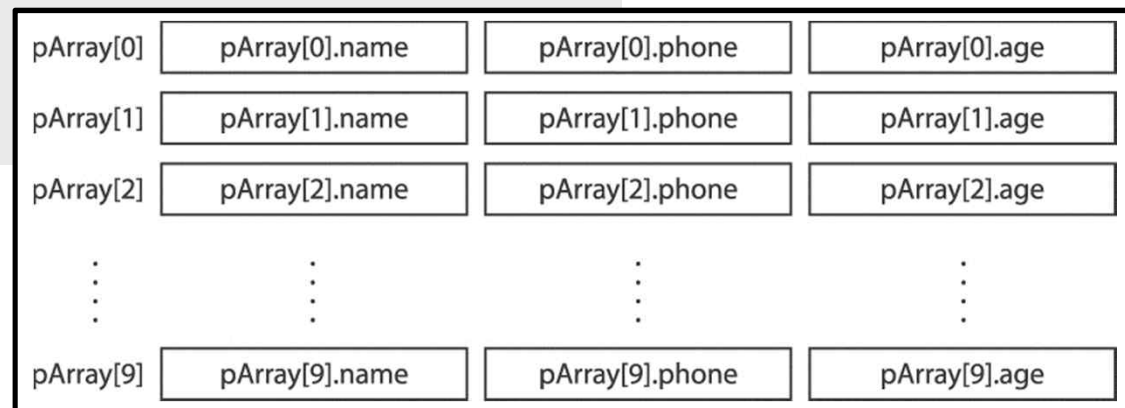 pArray[0] pArray[0].name pArray[0].phone pArray[0].age
pArray[1] pArray[1].name pArray[1].phone pArray[1].age
pArray[2] pArray[2].name pArray[2].phone pArray[2].age
pArray[9] pArray[9].name pArray[9].phone pArray[9].age